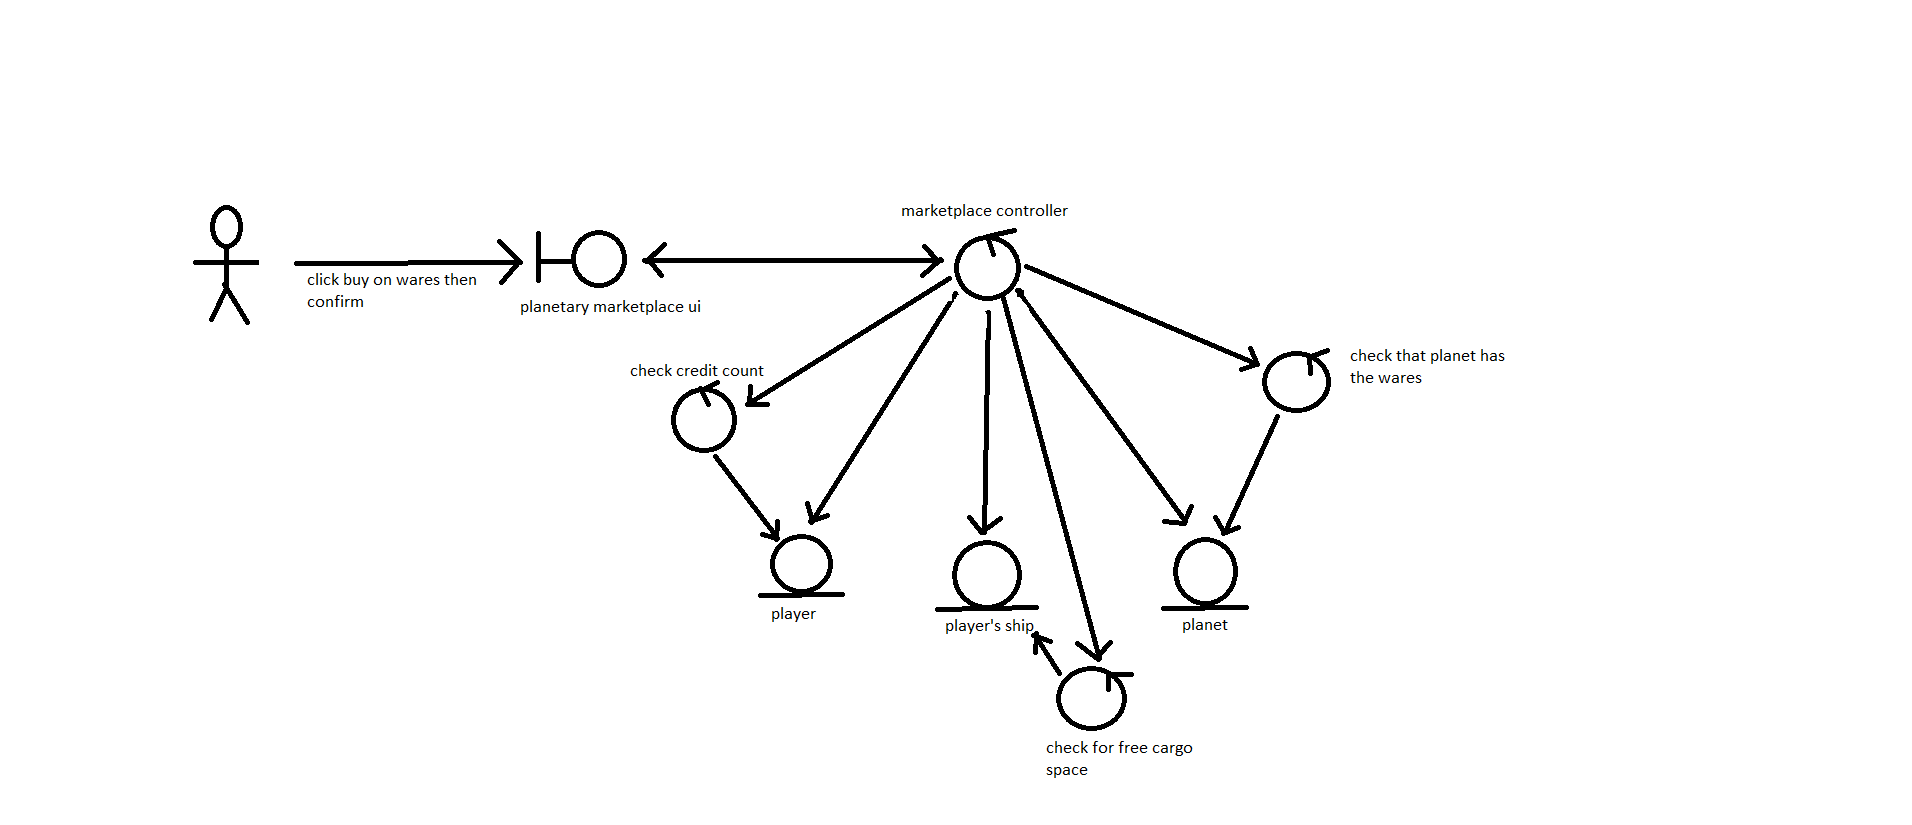 marketplace controller
click buy on wares then
confirm
planetary marketplace ui
check credit count
check that planet has
the wares
player
player's ship
planet
check for free cargo
space